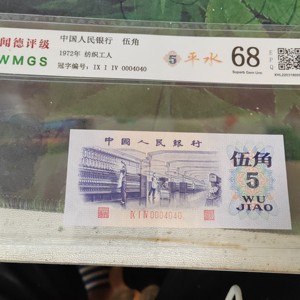 闻德评级
WMGS
中国人民银行 伍角
1972年 纺织工人
冠字编号: IX I IV 0004040
5 平水
68
EPQ
Superb Gem Unc
中国人民银行
伍角
5
WU
JIAO
IX I IV 0004040